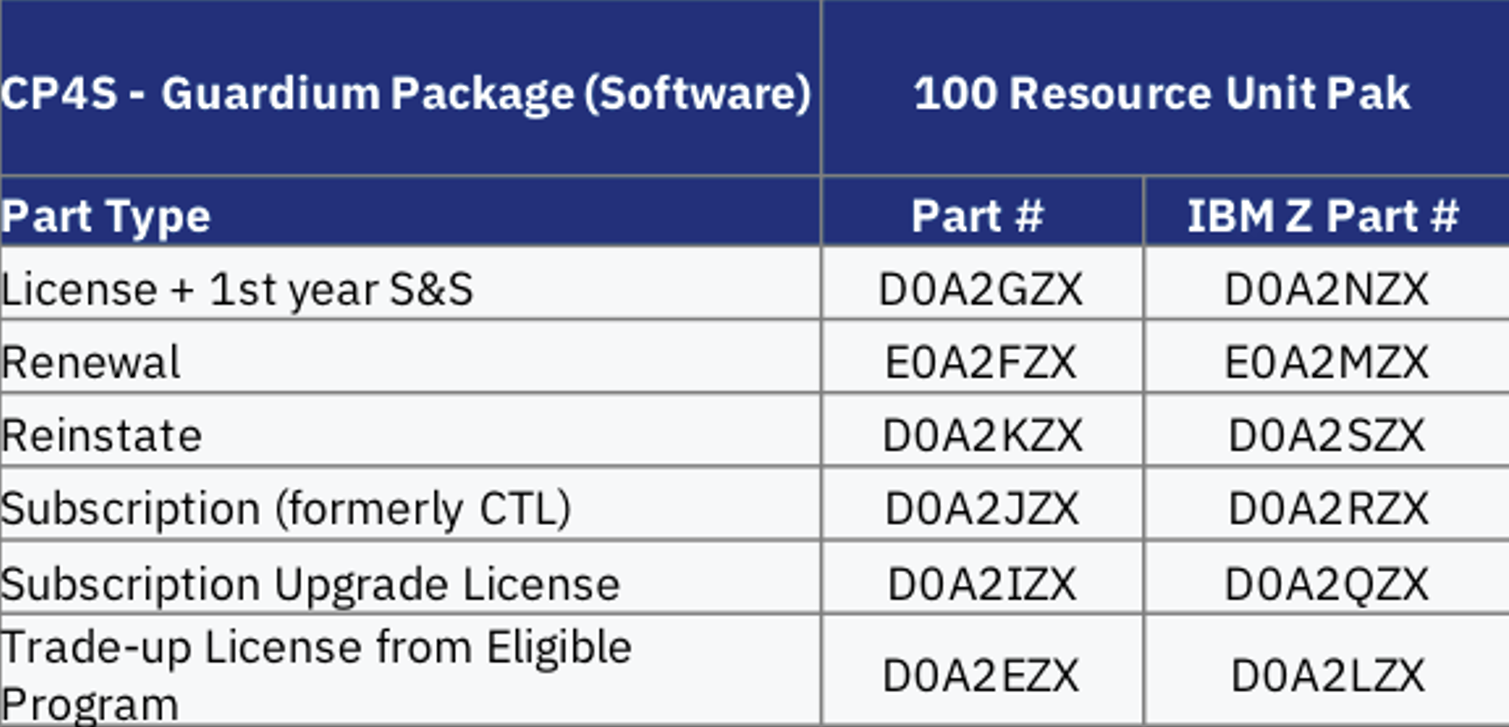 CP4S - Guardium Package (Software) 100 Resource Unit Pak
Part Type Part # IBM Z Part #
License + 1st year S&S D0A2GZX D0A2NZX
Renewal E0A2FZX E0A2MZX
Reinstate D0A2KZX D0A2SZX
Subscription (formerly CTL) D0A2JZX D0A2RZX
Subscription Upgrade License D0A2IZX D0A2QZX
Trade-up License from Eligible
Program D0A2EZX D0A2LZX